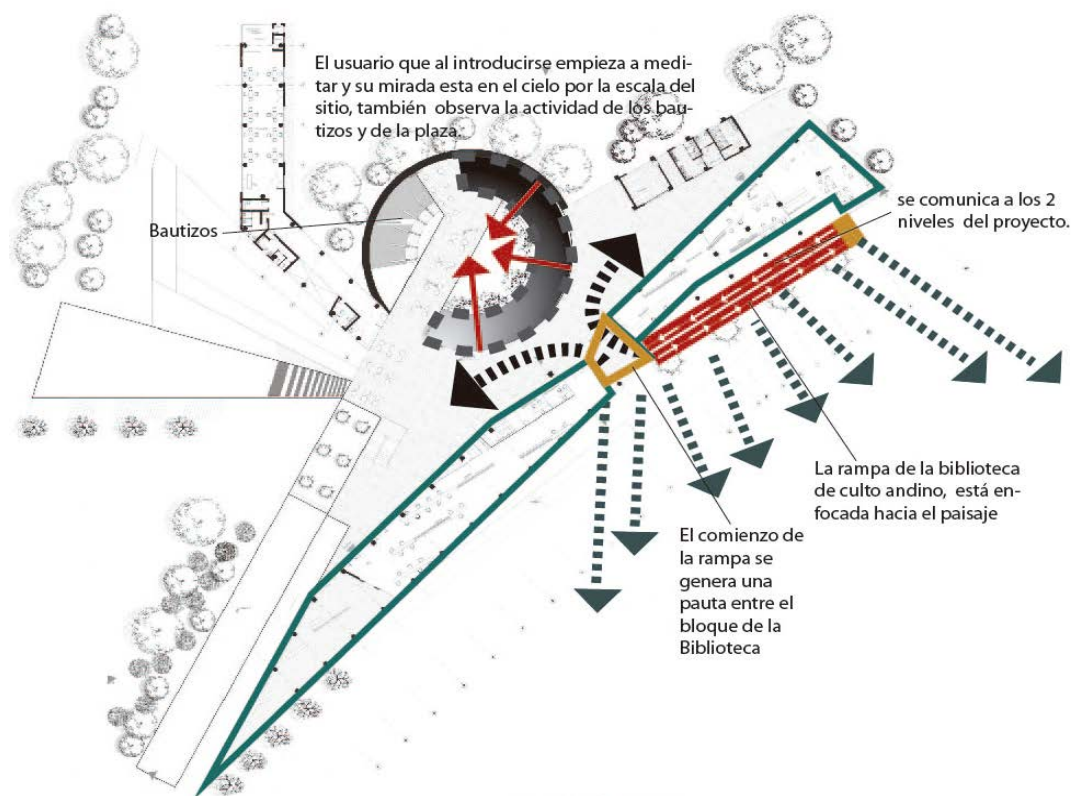 El usuario que al introducirse empieza a medi-
tar y su mirada esta en el cielo por la escala del
sitio, también observa la actividad de los bau-
tizos y de la plaza.
Bautizos
se comunica a los 2
niveles del proyecto.
La rampa de la biblioteca
de culto andino, está en-
focada hacia el paisaje
El comienzo de
la rampa se
genera una
pauta entre el
bloque de la
Biblioteca